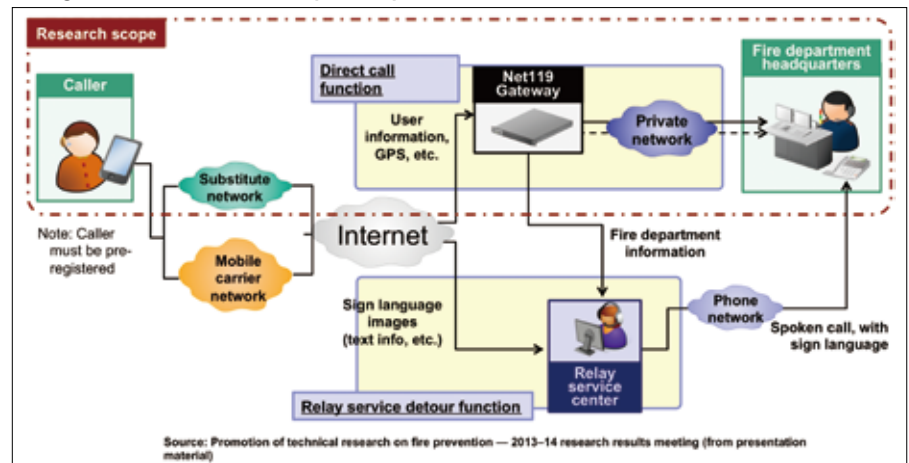 Research scope
Caller
Direct call
function
Net119
Gateway
Fire department
headquarters
User
information,
GPS, etc.
Private
network
Substitute
network
Note: Caller
must be pre-
registered
Internet
Mobile
carrier
network
Fire department
information
Sign language
images
(text info, etc.)
Phone
network
Spoken call, with
sign language
Relay
service
center
Relay service detour function
Source: Promotion of technical research on fire prevention — 2013–14 research results meeting (from presentation
material)